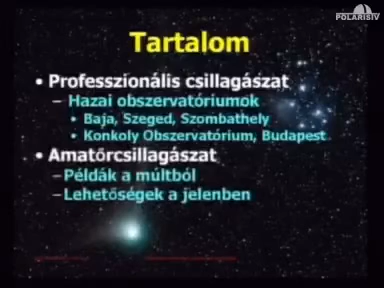 POLARISTV
Tartalom
• Professzionális csillagászat
– Hazai obszervatóriumok
• Baja, Szeged, Szombathely
• Konkoly Obszervatórium, Budapest
• Amatőrcsillagászat
–Példák a múltból
–Lehetőségek a jelenben